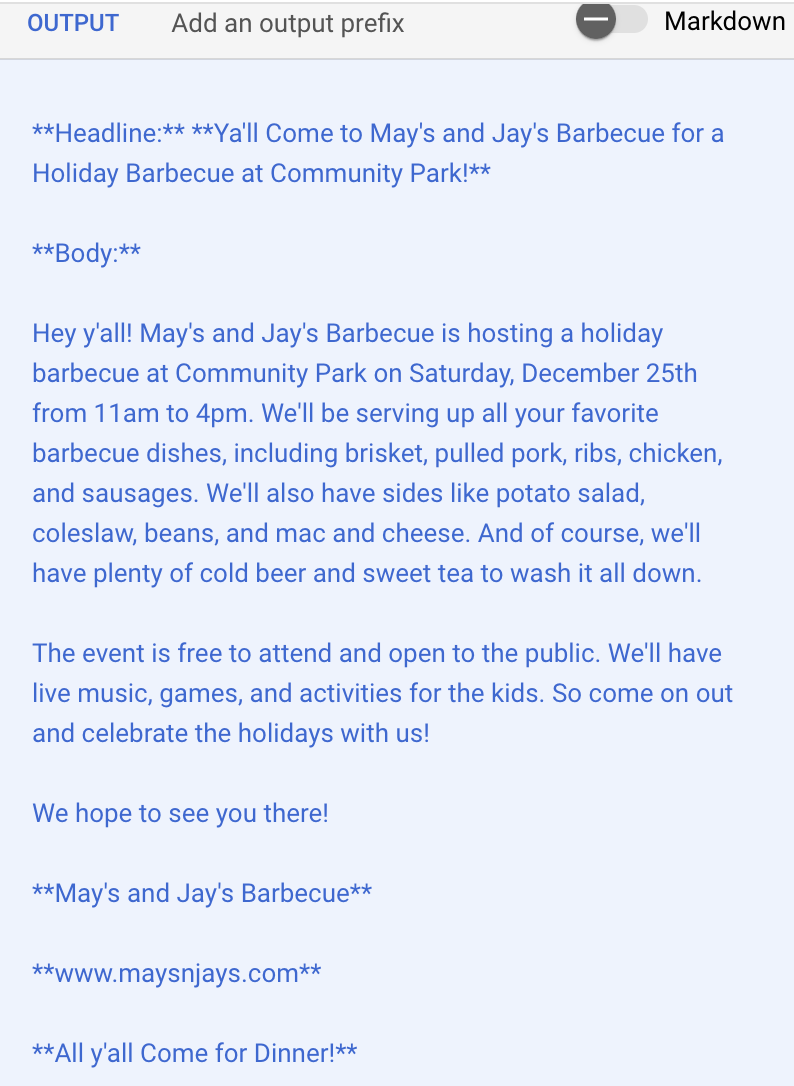 OUTPUT Add an output prefix Markdown
**Headline:** **Ya'll Come to May's and Jay's Barbecue for a
Holiday Barbecue at Community Park!**
**Body:**
Hey y'all! May's and Jay's Barbecue is hosting a holiday
barbecue at Community Park on Saturday, December 25th
from 11am to 4pm. We'll be serving up all your favorite
barbecue dishes, including brisket, pulled pork, ribs, chicken,
and sausages. We'll also have sides like potato salad,
coleslaw, beans, and mac and cheese. And of course, we'll
have plenty of cold beer and sweet tea to wash it all down.
The event is free to attend and open to the public. We'll have
live music, games, and activities for the kids. So come on out
and celebrate the holidays with us!
We hope to see you there!
**May's and Jay's Barbecue**
**www.maysnjays.com**
**All y'all Come for Dinner!**